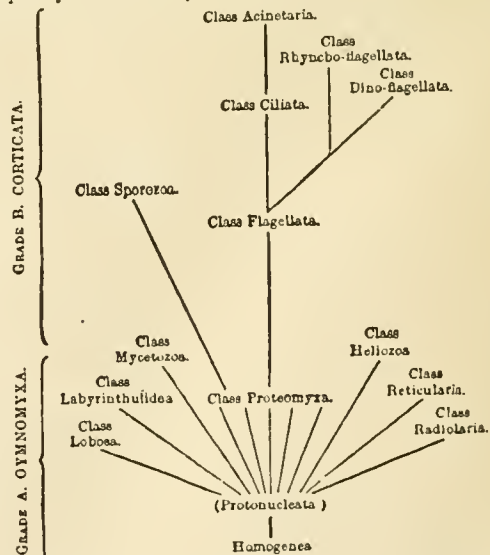 Class Acinetaria.
Class
Rhyncbo-flagellata.
Class
Dino-flagellata.
Class Ciliata.
Class Sporozoa.
Class Flagellata.
GRADE B. CORTICATA.
Class
Mycetozoa.
Class
Heliozoa
Class
Labyrinthulidea
Class Proteomyxa.
Class
Reticularia.
Class
Lobosa.
Class
Radiolaria.
GRADE A. GYMNOMYXA.
(Protonucleata)
Homogenea